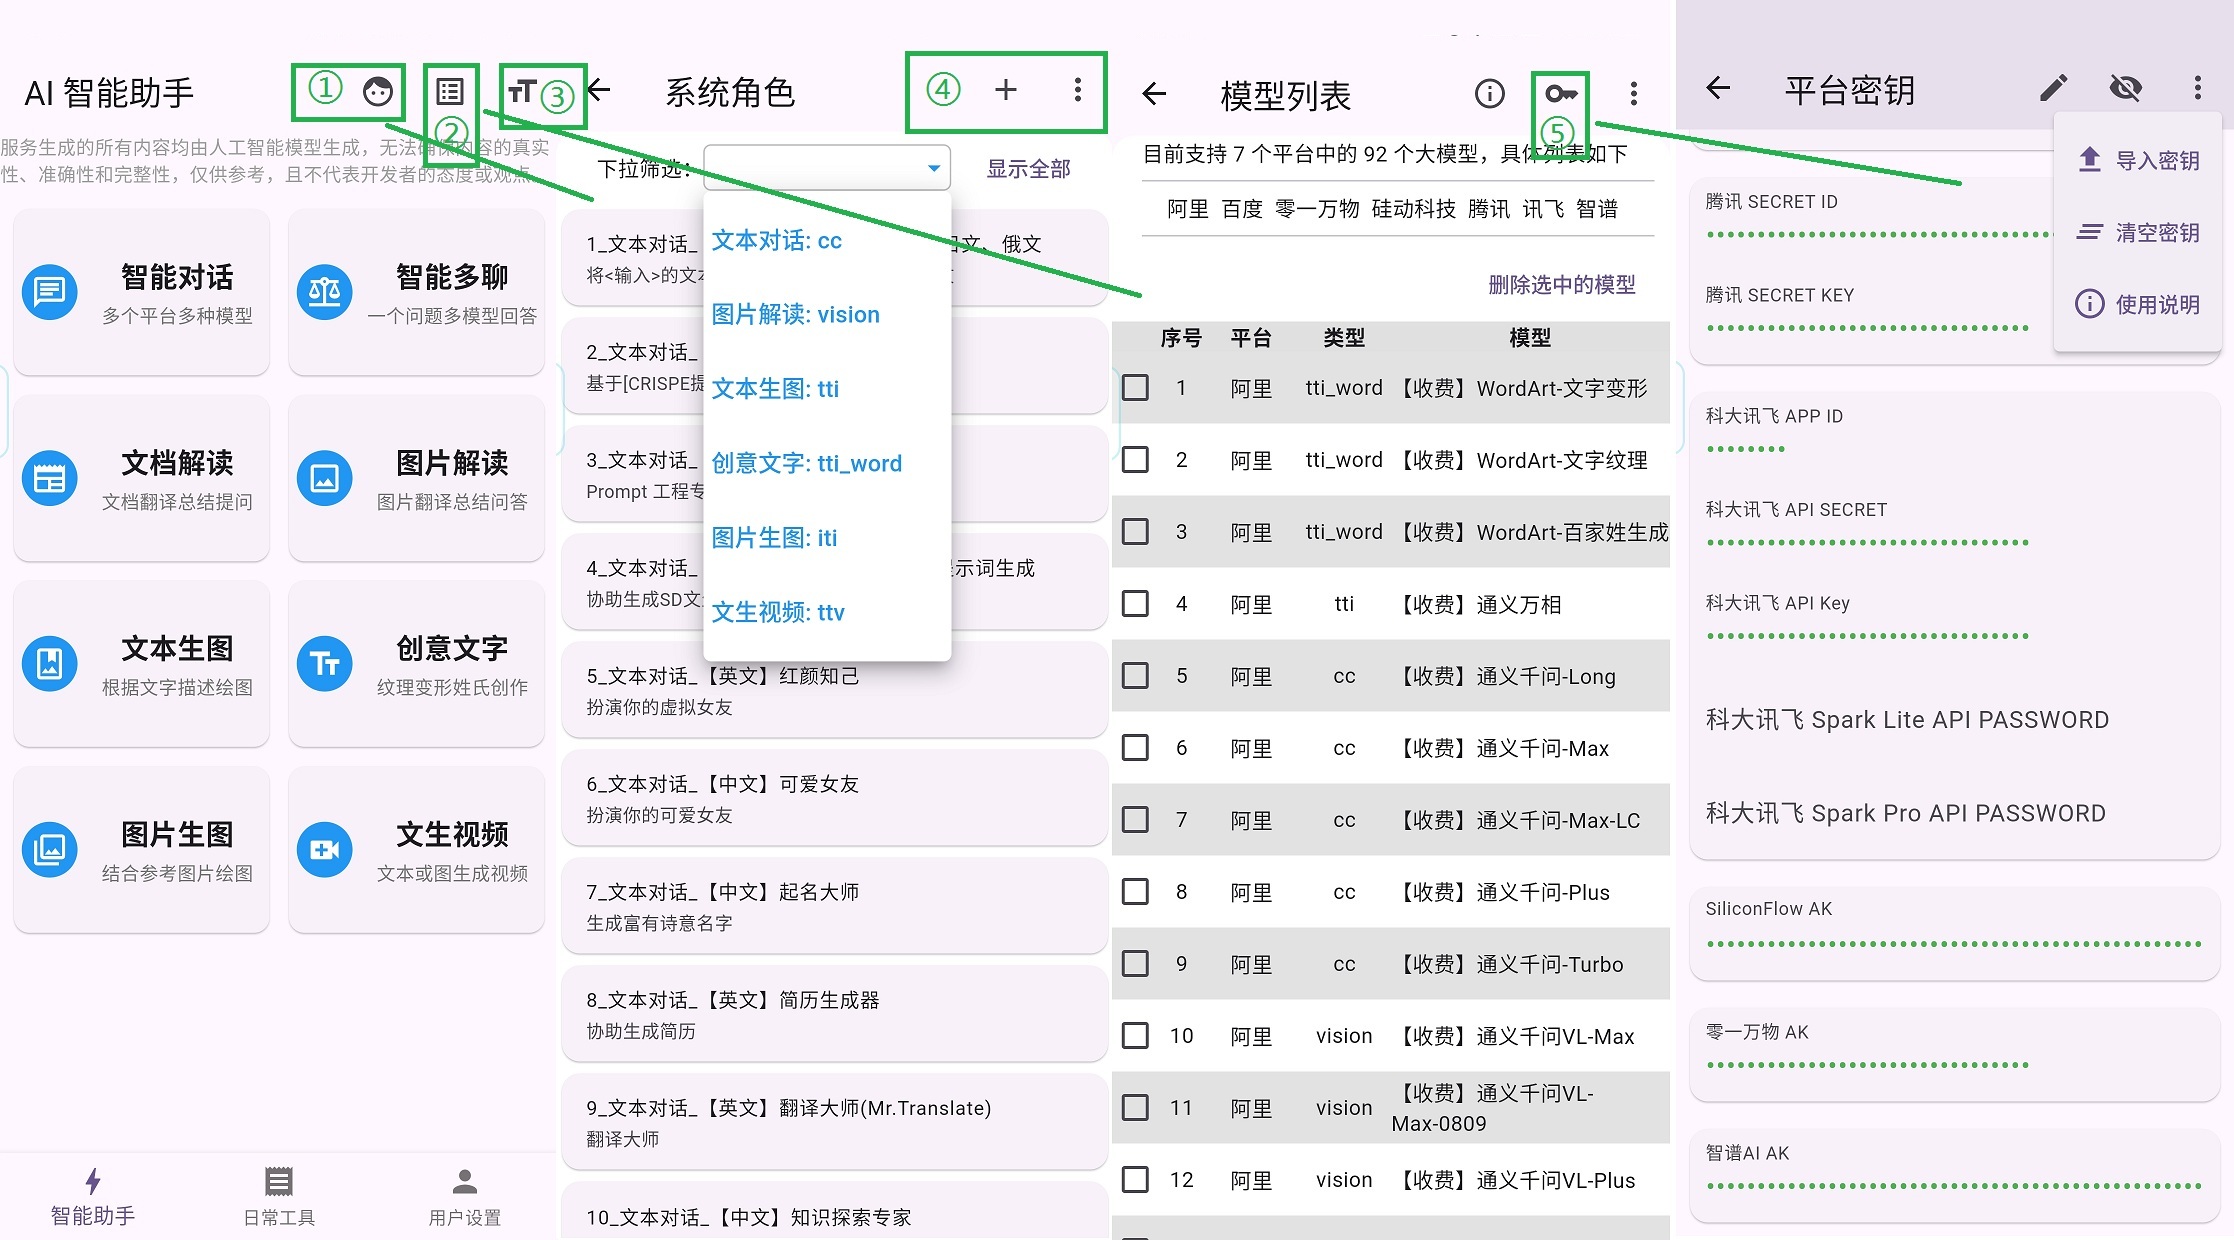 AI 智能助手
①
②
③
服务生成的所有内容均由人工智能模型生成，无法确保内容的真实
性、准确性和完整性，仅供参考，且不代表开发者的态度或观点。
智能对话
多个平台多种模型
智能多聊
一个问题多模型回答
文档解读
文档翻译总结提问
图片解读
图片翻译总结问答
文本生图
根据文字描述绘图
创意文字
纹理变形姓氏创作
图片生图
结合参考图片绘图
文生视频
文本或图生成视频
智能助手
日常工具
用户设置
系统角色
④
下拉筛选:
显示全部
文本对话: cc
图片解读: vision
文本生图: tti
创意文字: tti_word
图片生图: iti
文生视频: ttv
1_文本对话_
文、俄文
将<输入>的文
2_文本对话_
基于[CRISPE
3_文本对话_
Prompt 工程
4_文本对话_
示词生成
协助生成SD文
5_文本对话_【英文】红颜知己
扮演你的虚拟女友
6_文本对话_【中文】可爱女友
扮演你的可爱女友
7_文本对话_【中文】起名大师
生成富有诗意名字
8_文本对话_【英文】简历生成器
协助生成简历
9_文本对话_【英文】翻译大师(Mr.Translate)
翻译大师
10_文本对话_【中文】知识探索专家
模型列表
⑤
目前支持 7 个平台中的 92 个大模型，具体列表如下
阿里 百度 零一万物 硅动科技 腾讯 讯飞 智谱
删除选中的模型
序号 平台 类型 模型
1 阿里 tti_word 【收费】WordArt-文字变形
2 阿里 tti_word 【收费】WordArt-文字纹理
3 阿里 tti_word 【收费】WordArt-百家姓生成
4 阿里 tti 【收费】通义万相
5 阿里 cc 【收费】通义千问-Long
6 阿里 cc 【收费】通义千问-Max
7 阿里 cc 【收费】通义千问-Max-LC
8 阿里 cc 【收费】通义千问-Plus
9 阿里 cc 【收费】通义千问-Turbo
10 阿里 vision 【收费】通义千问VL-Max
11 阿里 vision 【收费】通义千问VL-
Max-0809
12 阿里 vision 【收费】通义千问VL-Plus
平台密钥
导入密钥
清空密钥
使用说明
腾讯 SECRET ID
腾讯 SECRET KEY
科大讯飞 APP ID
科大讯飞 API SECRET
科大讯飞 API Key
科大讯飞 Spark Lite API PASSWORD
科大讯飞 Spark Pro API PASSWORD
SiliconFlow AK
零一万物 AK
智谱AI AK